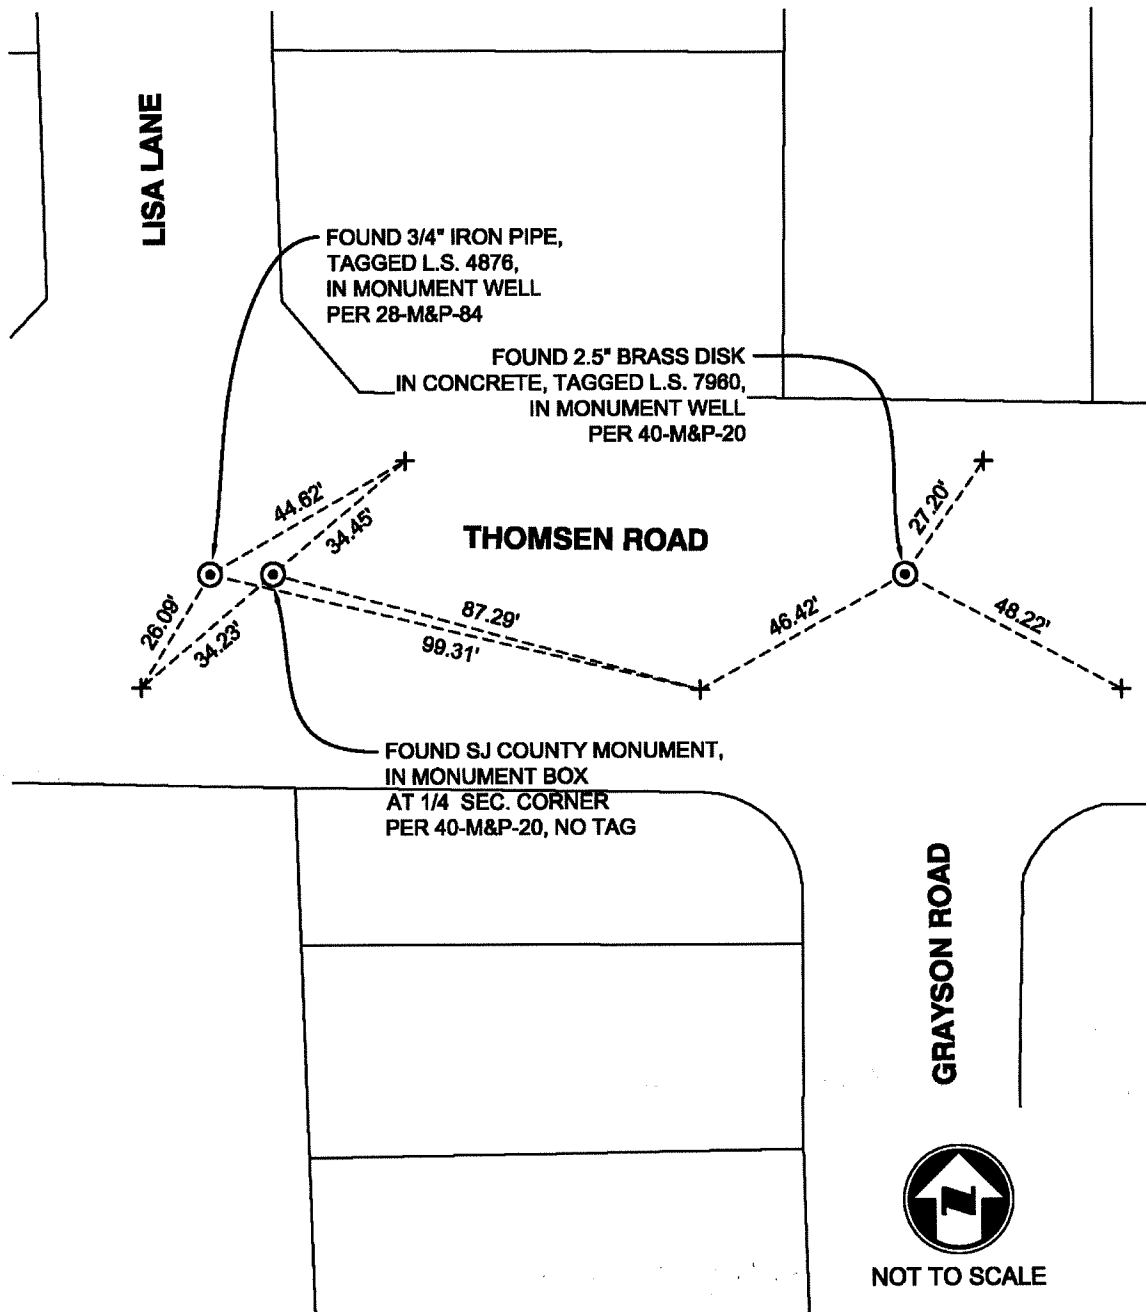 LISA LANE
FOUND 3/4" IRON PIPE,
TAGGED L.S. 4876,
IN MONUMENT WELL
PER 28-M&P-84
FOUND 2.5" BRASS DISK
IN CONCRETE, TAGGED L.S. 7960,
IN MONUMENT WELL
PER 40-M&P-20
44.62'
34.45'
27.20'
THOMSEN ROAD
26.09'
34.23'
87.29'
99.31'
46.42'
48.22'
FOUND SJ COUNTY MONUMENT,
IN MONUMENT BOX
AT 1/4 SEC. CORNER
PER 40-M&P-20, NO TAG
GRAYSON ROAD
N
NOT TO SCALE